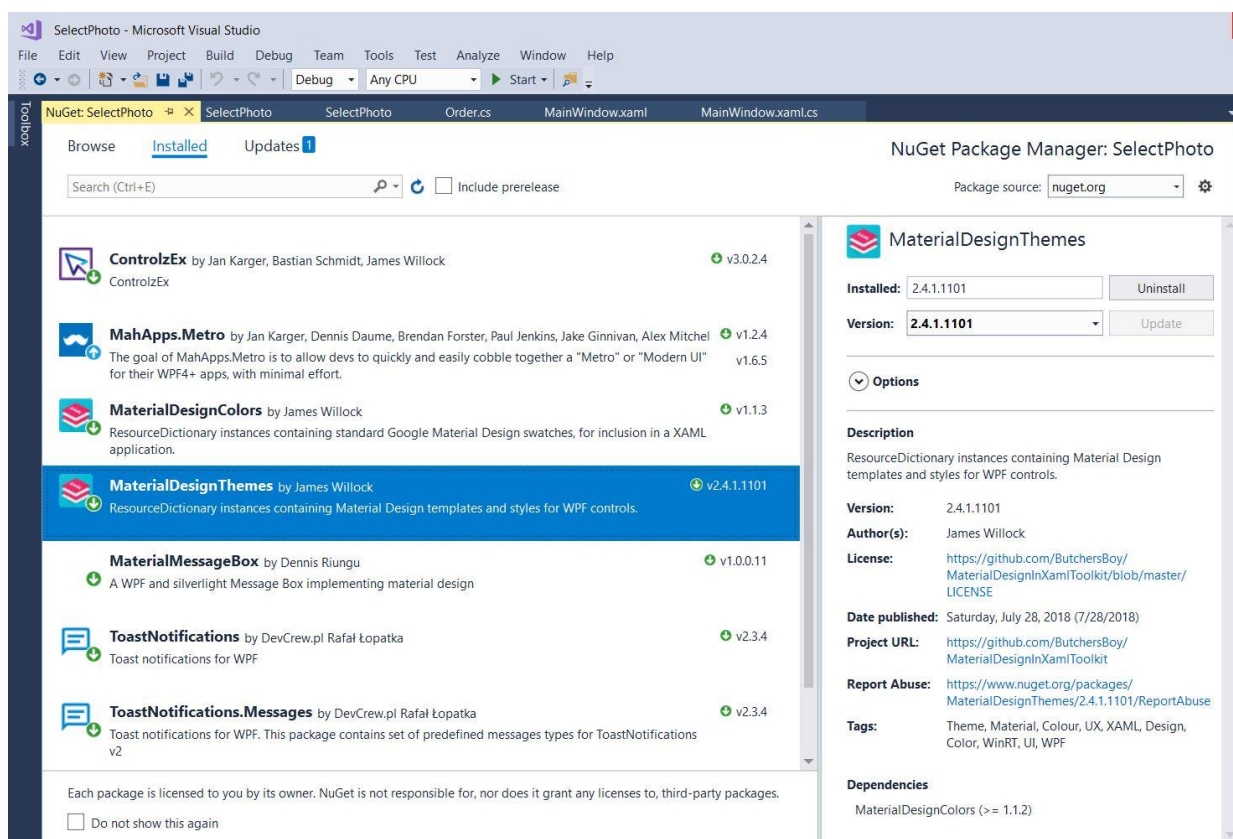 SelectPhoto - Microsoft Visual Studio
File Edit View Project Build Debug Team Tools Test Analyze Window Help
Debug Any CPU Start
Toolbox
NuGet: SelectPhoto SelectPhoto SelectPhoto Order.cs MainWindow.xaml MainWindow.xaml.cs
Browse Installed Updates 1
NuGet Package Manager: SelectPhoto
Search (Ctrl+E) Include prerelease
Package source: nuget.org
ControlzEx by Jan Karger, Bastian Schmidt, James Willock v3.0.2.4
ControlzEx
MahApps.Metro by Jan Karger, Dennis Daume, Brendan Forster, Paul Jenkins, Jake Ginnivan, Alex Mitchel v1.2.4
The goal of MahApps.Metro is to allow devs to quickly and easily cobble together a "Metro" or "Modern UI" v1.6.5
for their WPF4+ apps, with minimal effort.
MaterialDesignColors by James Willock v1.1.3
ResourceDictionary instances containing standard Google Material Design swatches, for inclusion in a XAML
application.
MaterialDesignThemes by James Willock v2.4.1.1101
ResourceDictionary instances containing Material Design templates and styles for WPF controls.
MaterialMessageBox by Dennis Riungu v1.0.0.11
A WPF and silverlight Message Box implementing material design
ToastNotifications by DevCrew.pl Rafał Łopatka v2.3.4
Toast notifications for WPF
ToastNotifications.Messages by DevCrew.pl Rafał Łopatka v2.3.4
Toast notifications for WPF. This package contains set of predefined messages types for ToastNotifications
v2
Each package is licensed to you by its owner. NuGet is not responsible for, nor does it grant any licenses to, third-party packages.
Do not show this again
MaterialDesignThemes
Installed: 2.4.1.1101 Uninstall
Version: 2.4.1.1101 Update
Options
Description
ResourceDictionary instances containing Material Design
templates and styles for WPF controls.
Version: 2.4.1.1101
Author(s): James Willock
License: https://github.com/ButchersBoy/
MaterialDesignInXamlToolkit/blob/master/
LICENSE
Date published: Saturday, July 28, 2018 (7/28/2018)
Project URL: https://github.com/ButchersBoy/
MaterialDesignInXamlToolkit
Report Abuse: https://www.nuget.org/packages/
MaterialDesignThemes/2.4.1.1101/ReportAbuse
Tags: Theme, Material, Colour, UX, XAML, Design,
Color, WinRT, UI, WPF
Dependencies
MaterialDesignColors (>= 1.1.2)